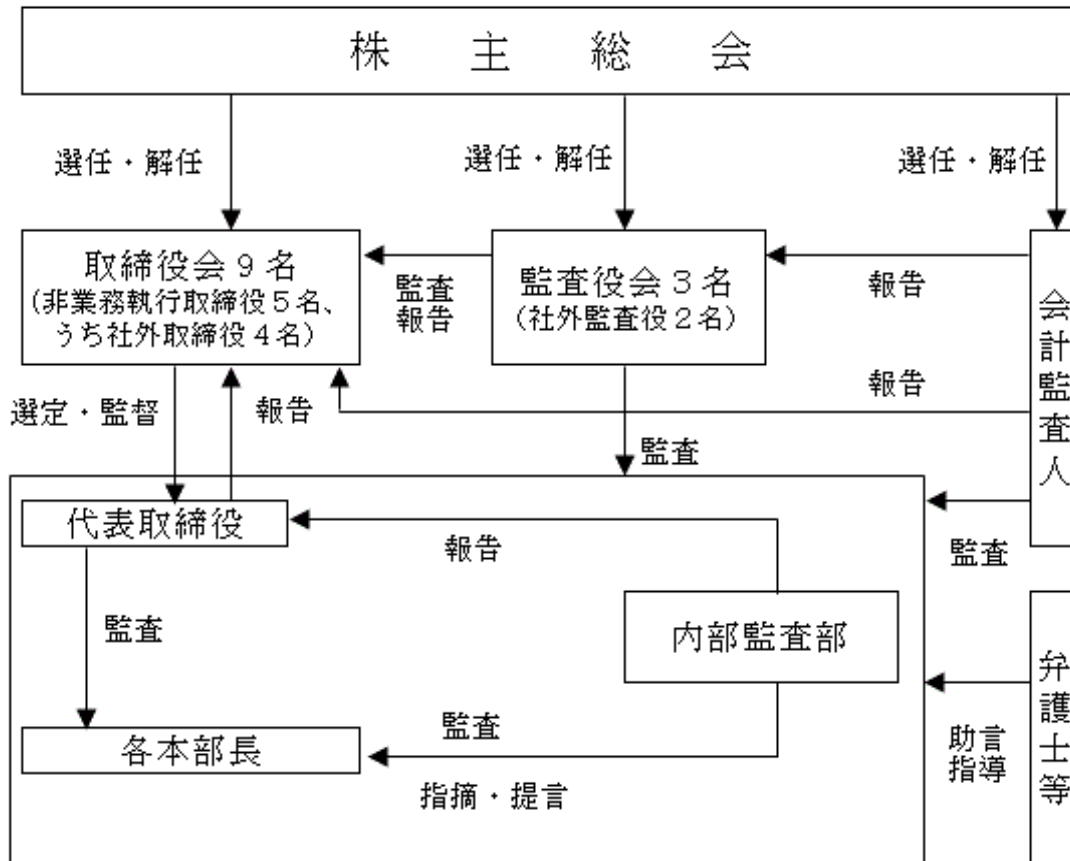 株主総会
選任・解任
選任・解任
選任・解任
取締役会9名
(非業務執行取締役5名、
うち社外取締役4名)
監査
報告
監査役会3名
(社外監査役2名)
報告
会計監査人
報告
選定・監督
報告
監査
代表取締役
報告
監査
監査
内部監査部
弁護士等
助言
指導
各本部長
監査
指摘・提言